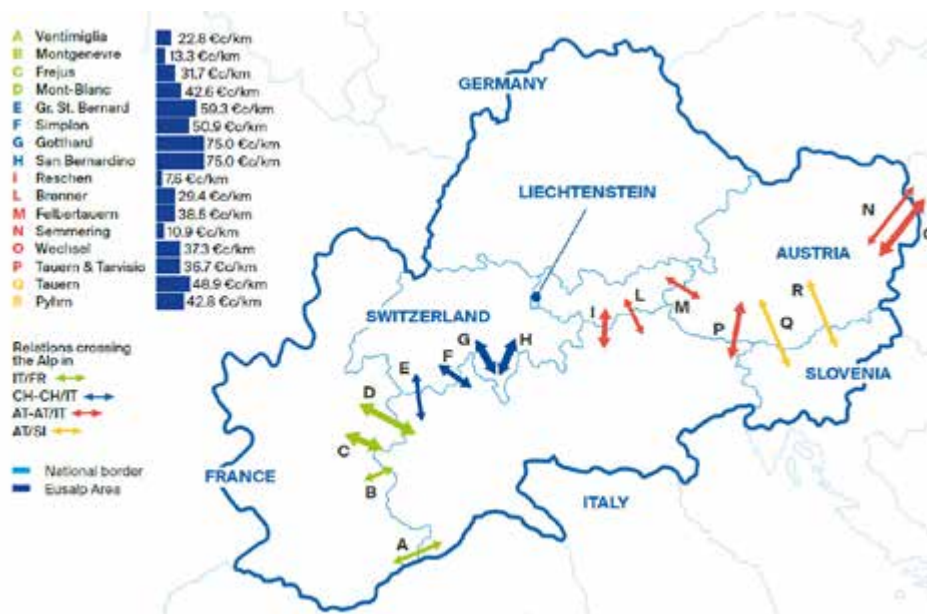 A Ventimiglia 22.8 €c/km
B Montgenevre 13.3 €c/km
C Frejus 31.7 €c/km
D Mont-Blanc 42.6 €c/km
E Gr. St. Bernard 59.3 €c/km
F Simplon 50.9 €c/km
G Gotthard 75.0 €c/km
H San Bernardino 75.0 €c/km
I Reschen 7.6 €c/km
L Brenner 29.4 €c/km
M Felbertauern 38.5 €c/km
N Semmering 10.9 €c/km
O Wechsel 37.3 €c/km
P Tauern & Tarvisio 36.7 €c/km
Q Tauern 48.9 €c/km
R Pyhrn 42.8 €c/km
Relations crossing
the Alp in
IT/FR
CH-CH/IT
AT-AT/IT
AT/SI
National border
Eusalp Area
GERMANY
LIECHTENSTEIN
N
O
AUSTRIA
SWITZERLAND
I
L
M
R
G
H
P
Q
E
F
SLOVENIA
D
C
FRANCE
B
ITALY
A